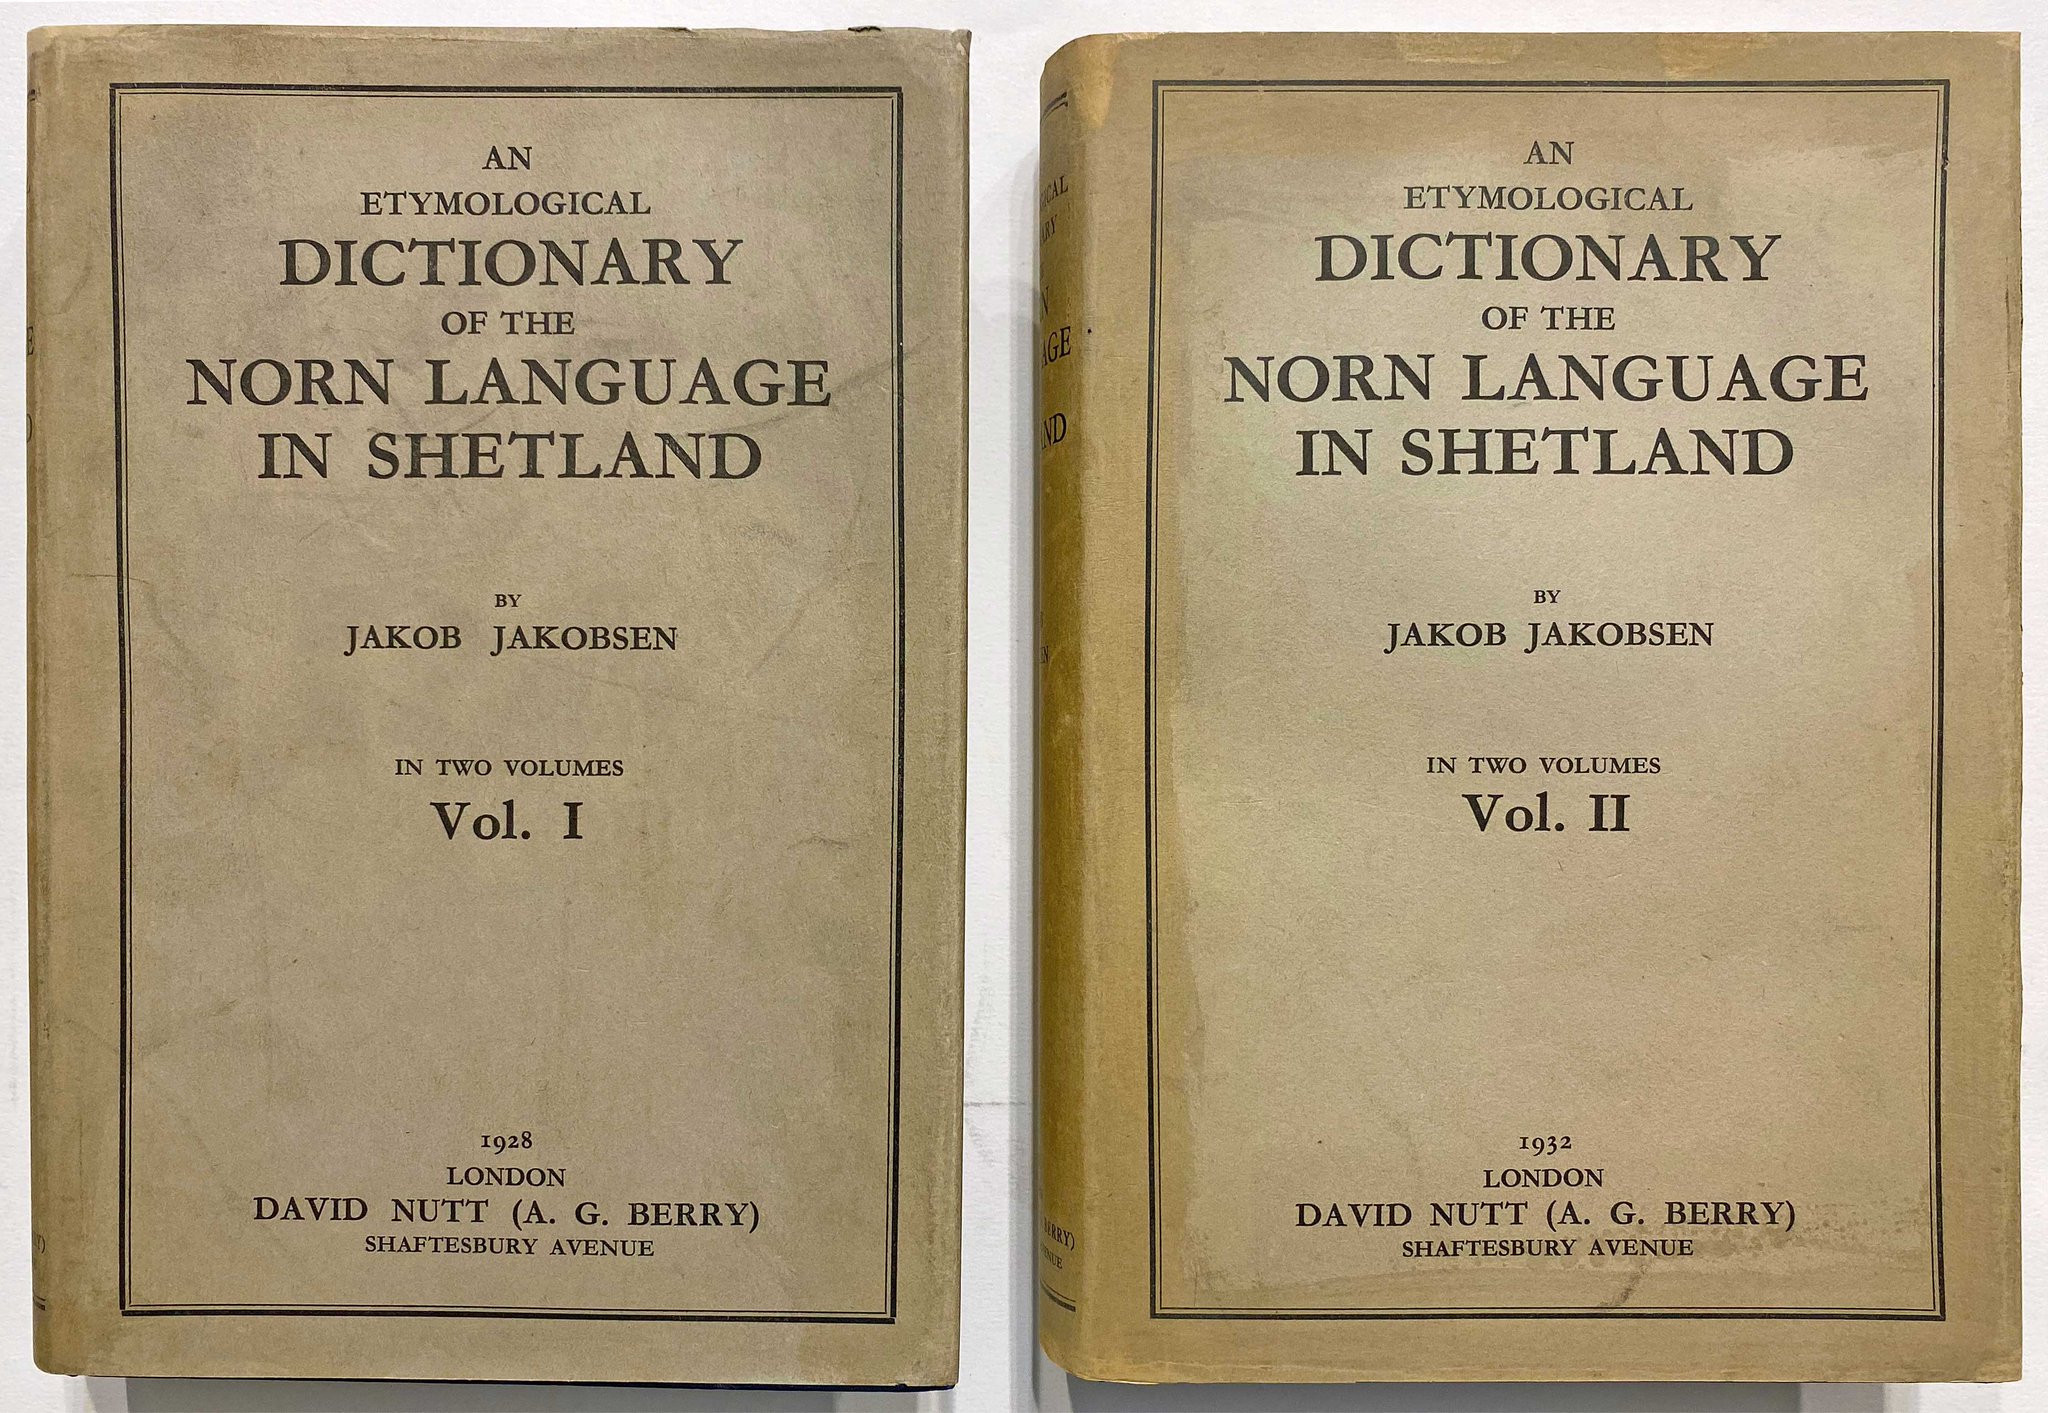 AN
ETYMOLOGICAL
DICTIONARY
OF THE
NORN LANGUAGE
IN SHETLAND
BY
JAKOB JAKOBSEN
IN TWO VOLUMES
Vol. I
1928
LONDON
DAVID NUTT (A. G. BERRY)
SHAFTESBURY AVENUE
AN
ETYMOLOGICAL
DICTIONARY
OF THE
NORN LANGUAGE
IN SHETLAND
BY
JAKOB JAKOBSEN
IN TWO VOLUMES
Vol. II
1932
LONDON
DAVID NUTT (A. G. BERRY)
SHAFTESBURY AVENUE